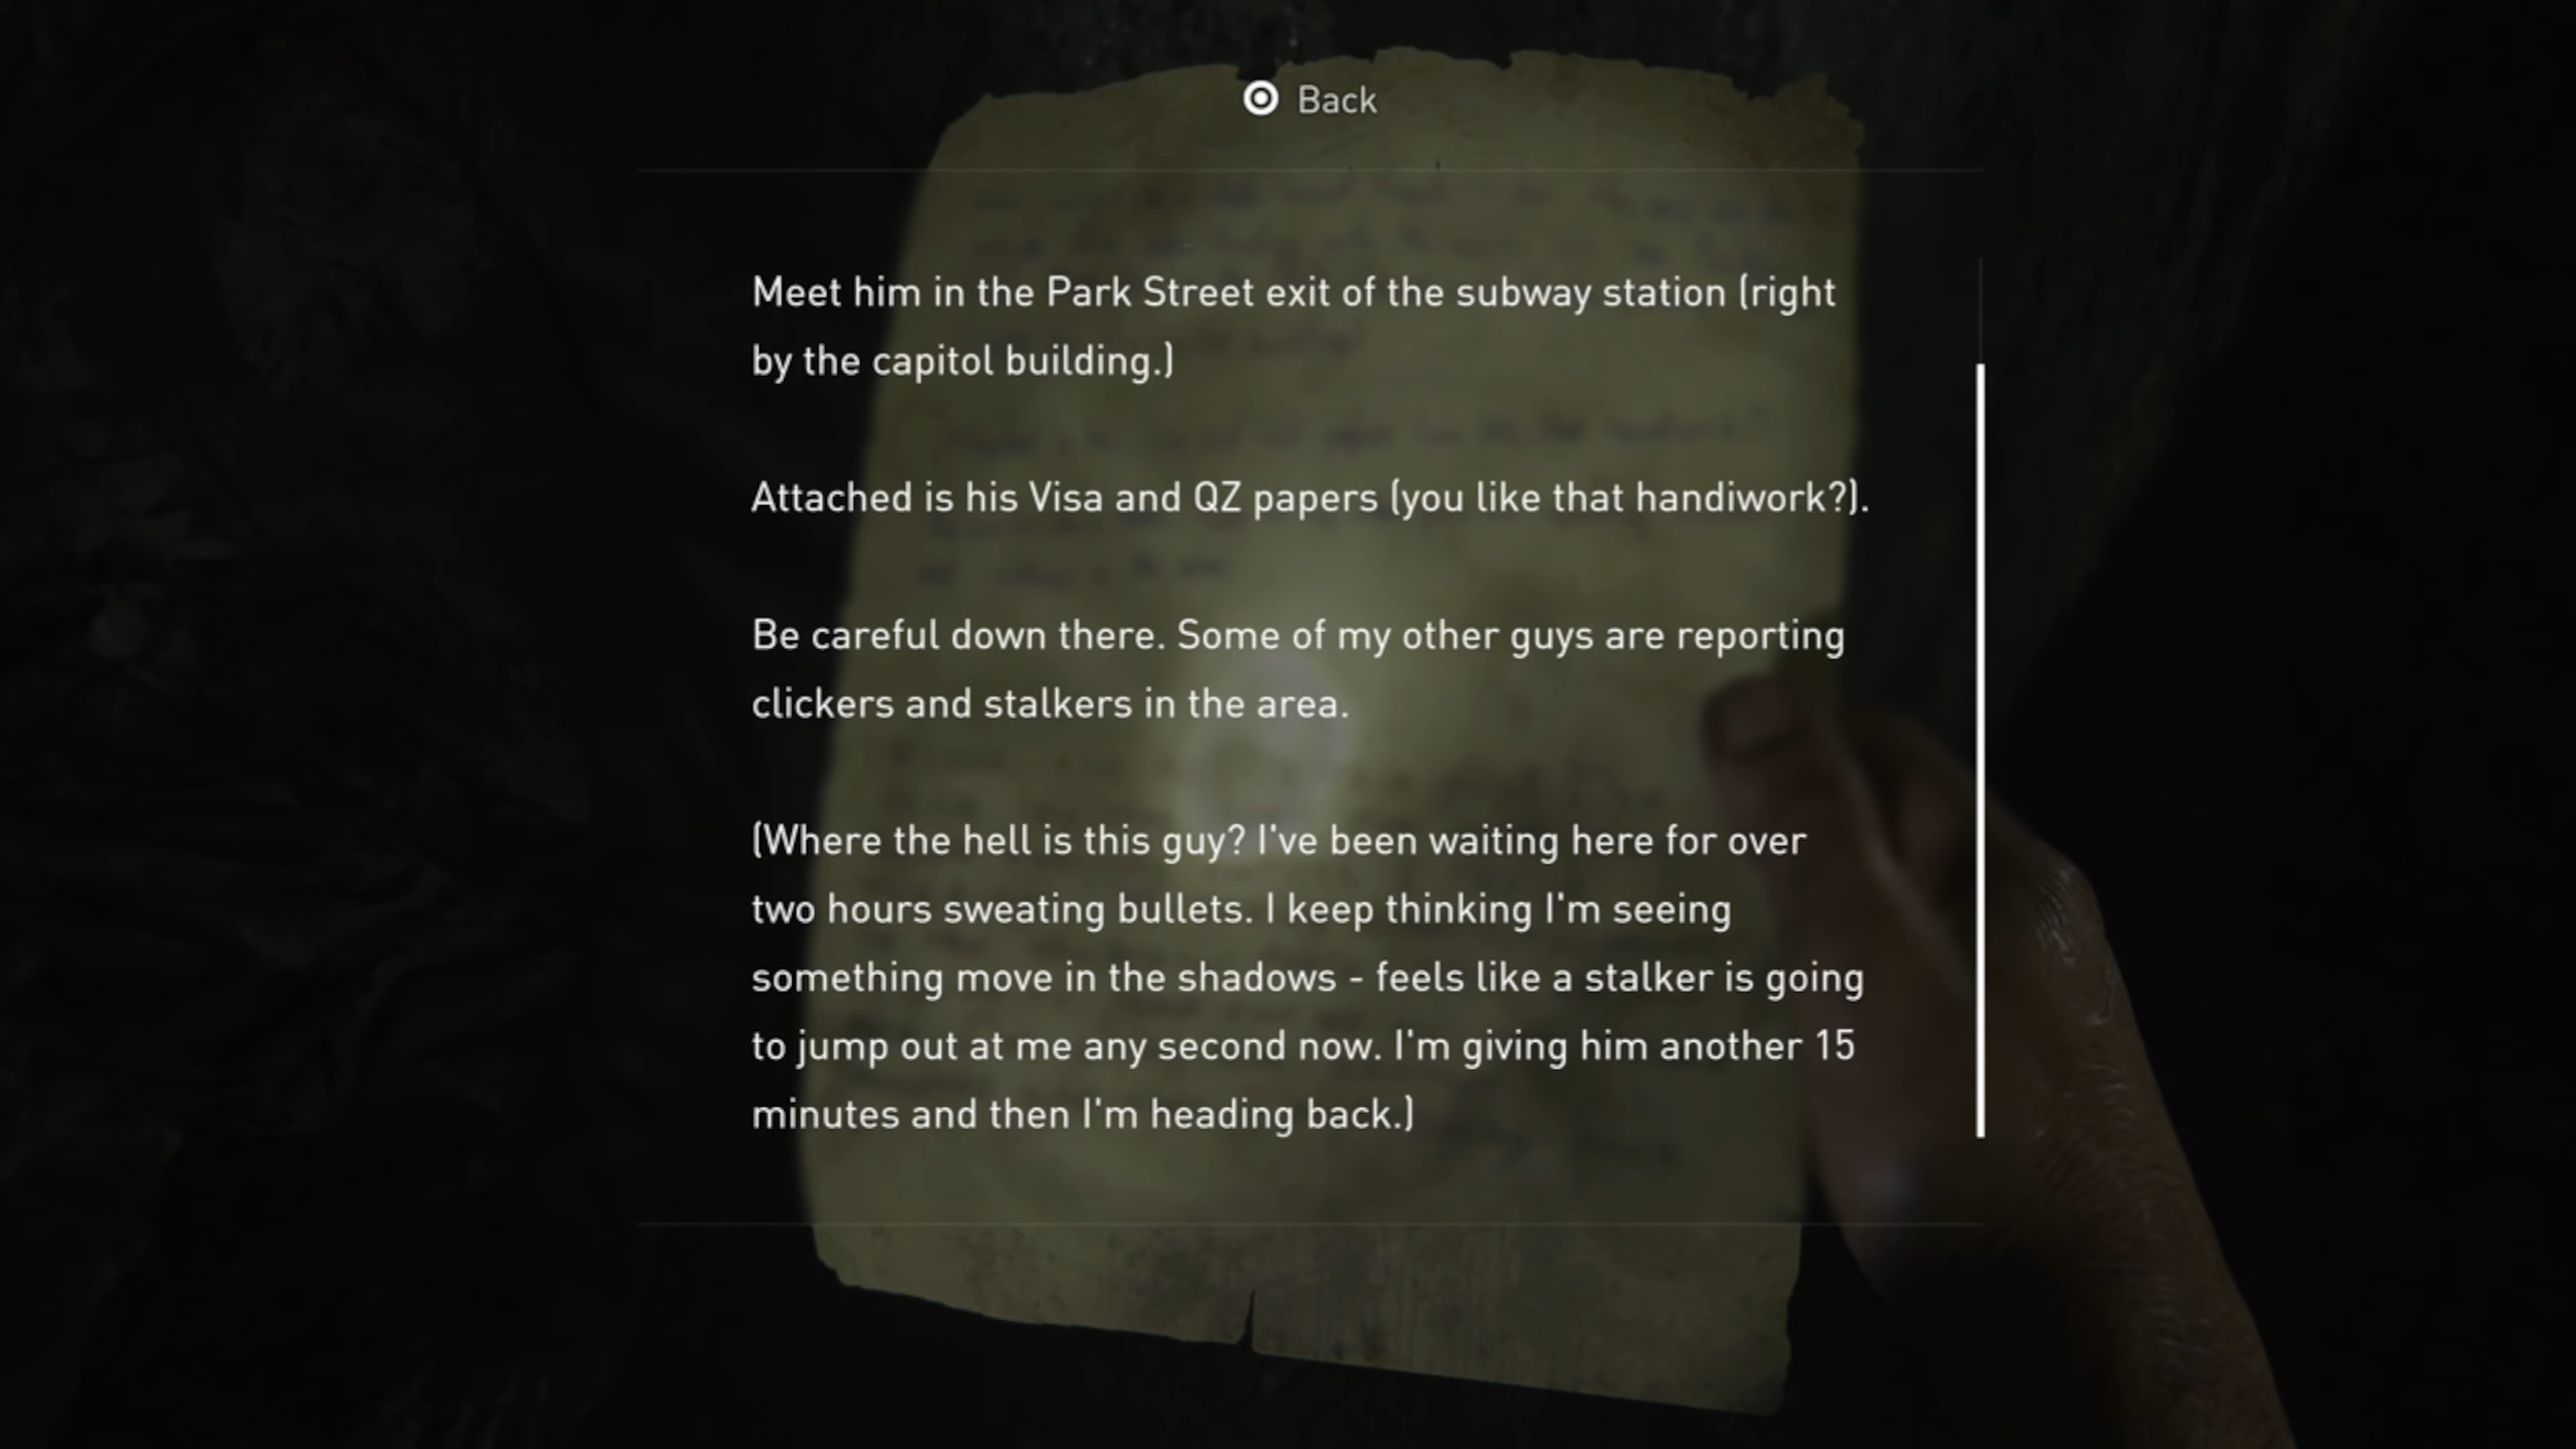 Back
Meet him in the Park Street exit of the subway station (right
by the capitol building.)
Attached is his Visa and QZ papers (you like that handiwork?).
Be careful down there. Some of my other guys are reporting
clickers and stalkers in the area.
(Where the hell is this guy? I've been waiting here for over
two hours sweating bullets. I keep thinking I'm seeing
something move in the shadows - feels like a stalker is going
to jump out at me any second now. I'm giving him another 15
minutes and then I'm heading back.)